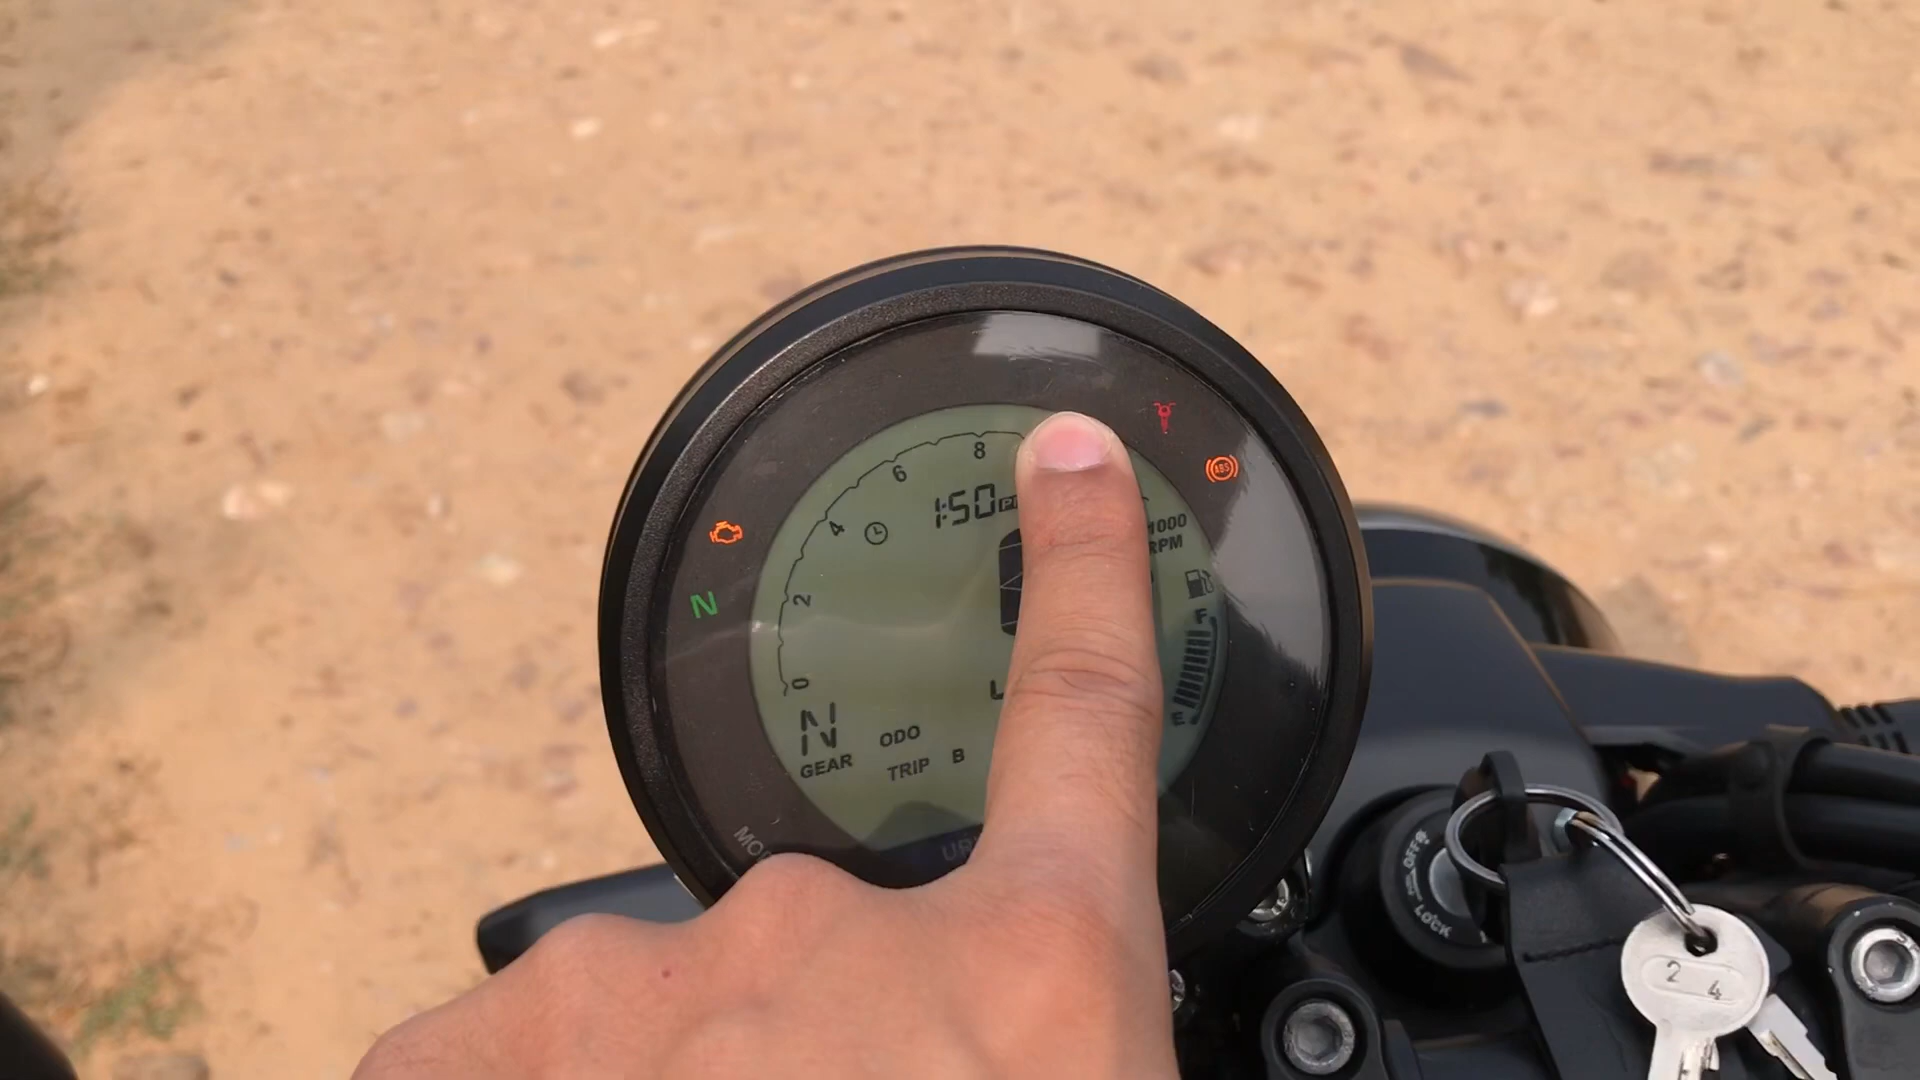 8
6
4
1:50
1000
RPM
ABS
N
2
F
0
E
N
GEAR
ODO
TRIP B
OFF
LOCK
2 4